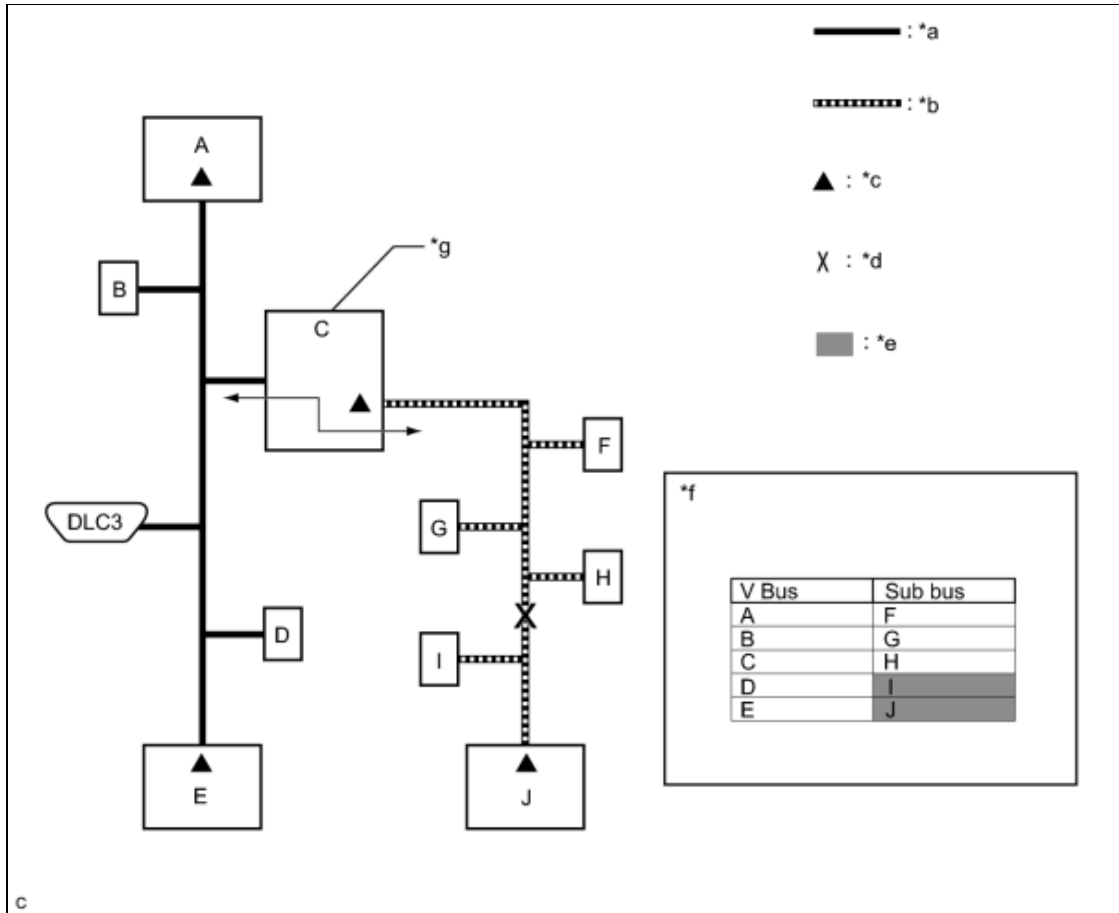 : *a
: *b
: *c
X : *d
: *e
A
B
*g
C
DLC3
D
E
F
G
H
I
J
*f
V Bus Sub bus
A F
B G
C H
D I
E J
c